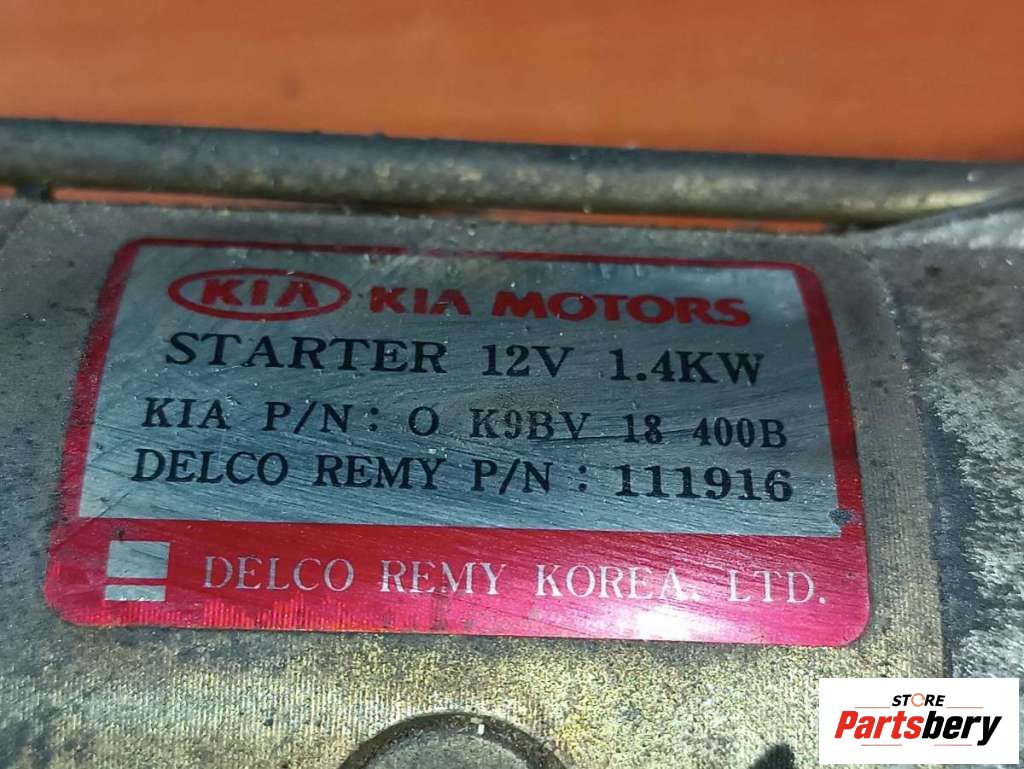 KIA KIA MOTORS
STARTER 12V 1.4KW
KIA P/N: O K9BV 18 400B
DELCO REMY P/N : 111916
DELCO REMY KOREA. LTD.
STORE
Partsbery